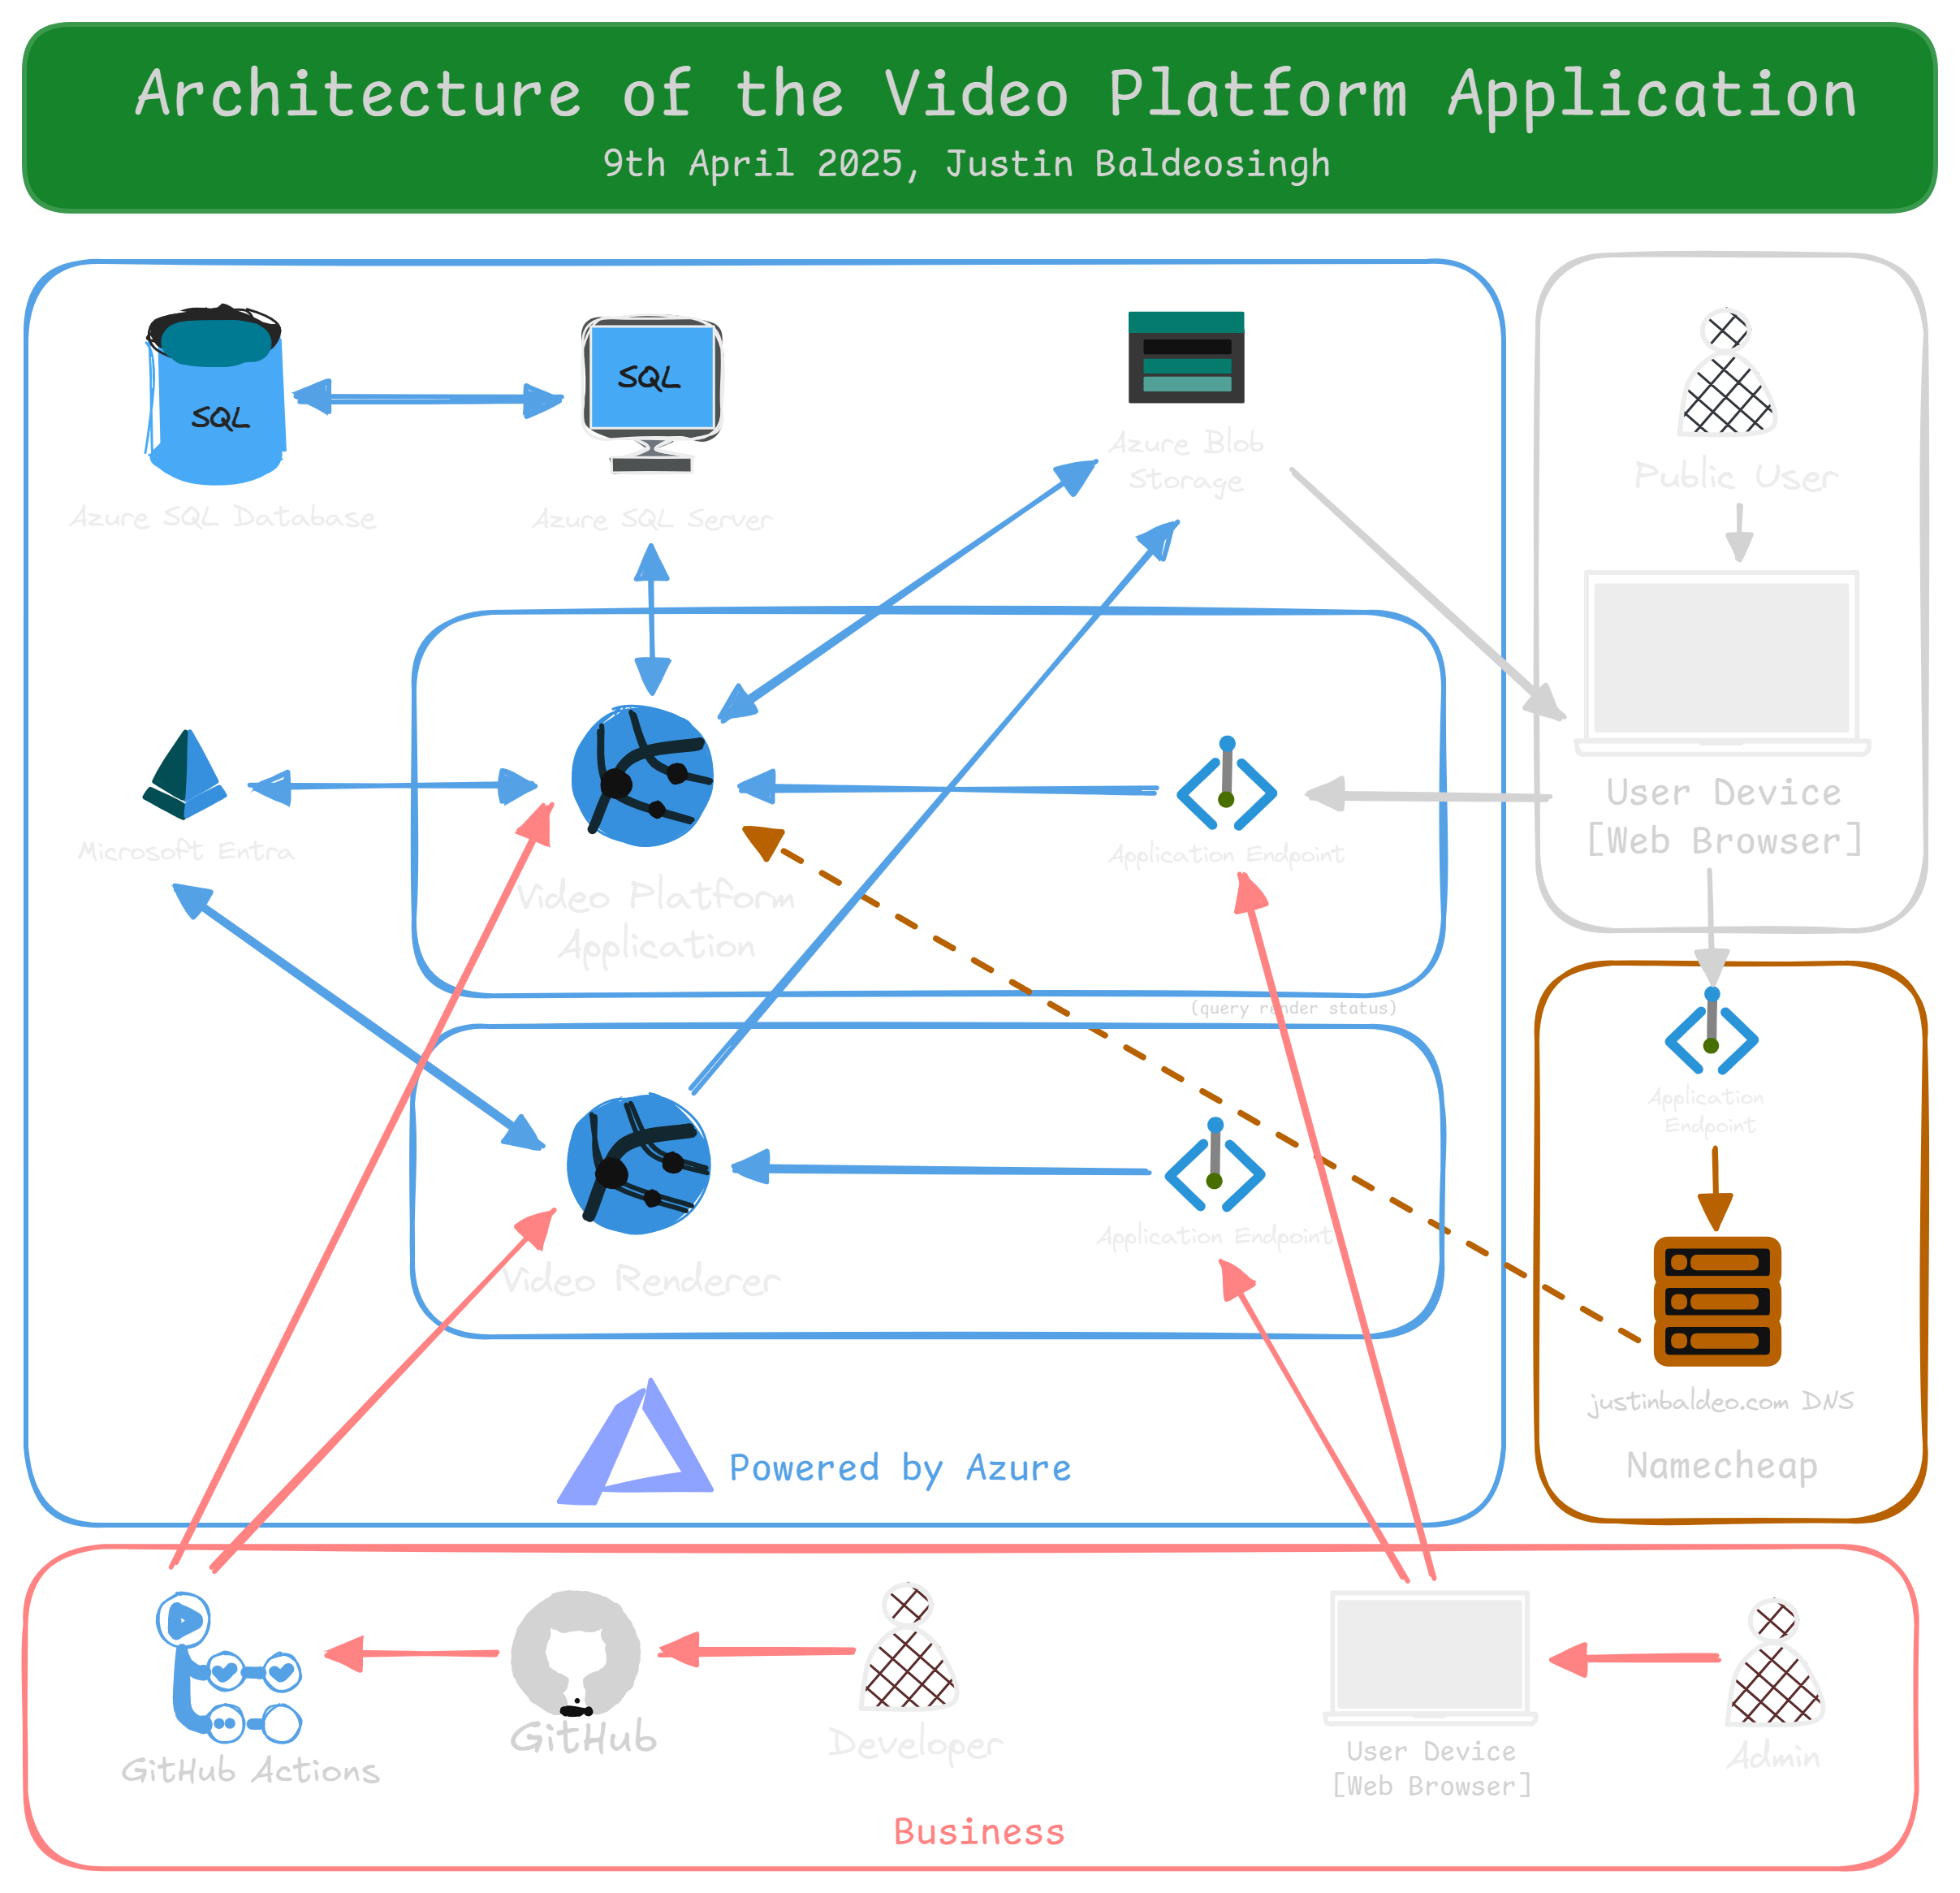 Architecture of the Video Platform Application
9th April 2025, Justin Baldeosingh
SQL
SQL
Azure SQL Database
Azure SQL Server
Azure Blob
Storage
Public User
User Device
[Web Browser]
Microsoft Entra
Video Platform
Application
Application Endpoint
(query render status)
Application
Endpoint
Video Renderer
Application Endpoint
justinbaldeo.com DNS
Namecheap
Powered by Azure
GitHub Actions
GitHub
Developer
User Device
[Web Browser]
Admin
Business